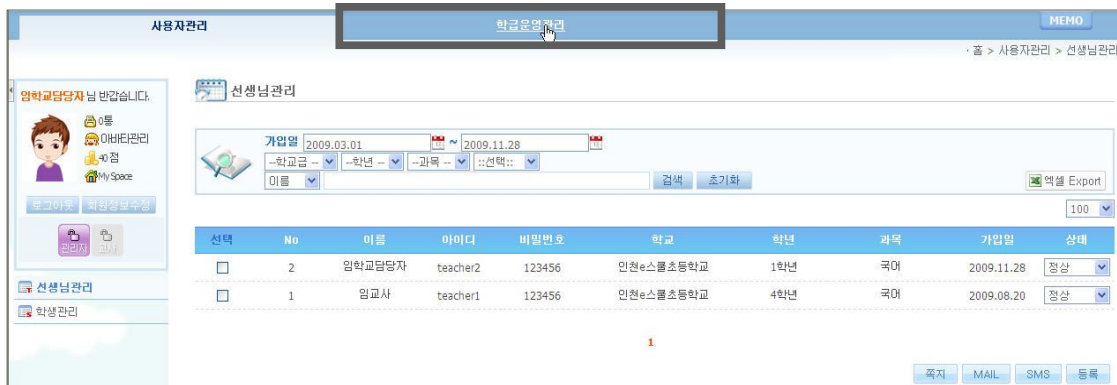 사용자관리 학급운영관리 MEMO
· 홈 > 사용자관리 > 선생님관리
임학교담당자 님 반갑습니다.
0통
아바타관리
40 점
My Space
로그아웃 회원정보수정
관리자 교사
선생님관리
학생관리
선생님관리
가입일 2009.03.01 ~ 2009.11.28
--학교급 -- --학년 -- --과목 -- ::선택::
이름 검색 초기화 엑셀 Export
100
선택 No 이름 아이디 비밀번호 학교 학년 과목 가입일 상태
2 임학교담당자 teacher2 123456 인천e스쿨초등학교 1학년 국어 2009.11.28 정상
1 임교사 teacher1 123456 인천e스쿨초등학교 4학년 국어 2009.08.20 정상
1
쪽지 MAIL SMS 등록